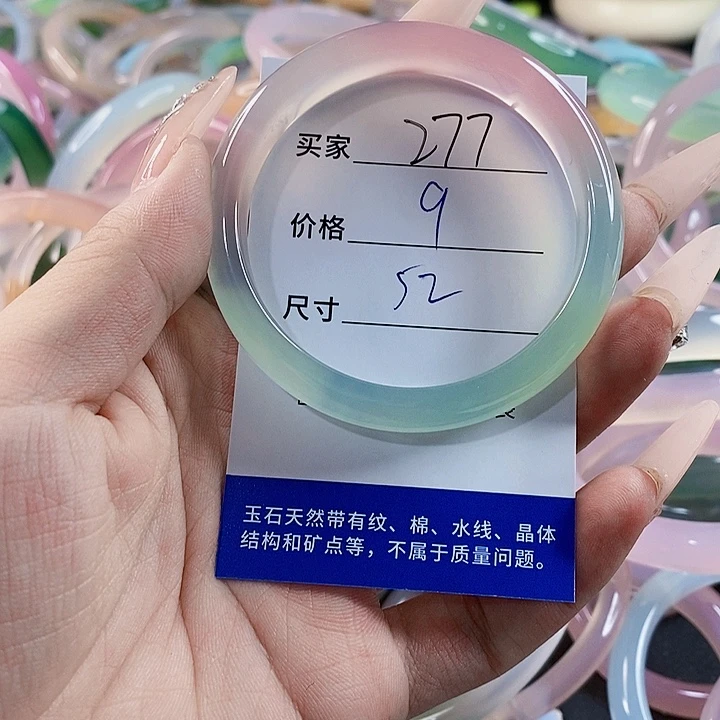 买家 277
价格 9
尺寸 52
玉石天然带有纹、棉、水线、晶体
结构和矿点等，不属于质量问题。